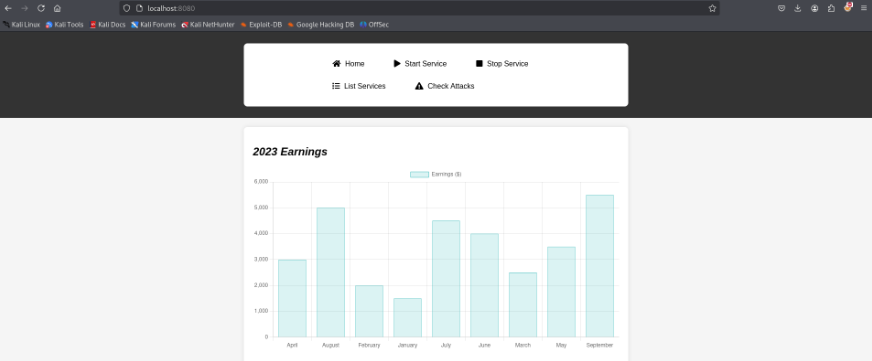 localhost:8080
Kali Linux Kali Tools Kali Docs Kali Forums Kali NetHunter Exploit-DB Google Hacking DB OffSec
Home Start Service Stop Service
List Services Check Attacks
2023 Earnings
Earnings ($)
6,000
5,000
4,000
3,000
2,000
1,000
0
April August February January July June March May September